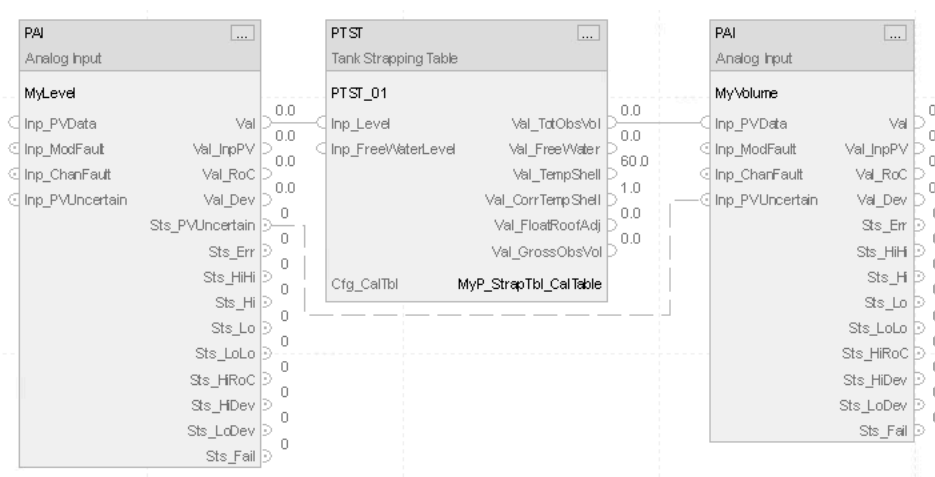 PAI ...
Analog Input
MyLevel
Inp_PVData Val 0.0
Inp_ModFault Val_InpPV 0.0
Inp_ChanFault Val_RoC 0.0
Inp_PVUncertain Val_Dev 0.0
Sts_PVUncertain 0
Sts_Err 0
Sts_HiHi 0
Sts_Hi 0
Sts_Lo 0
Sts_LoLo 0
Sts_HiRoC 0
Sts_HiDev 0
Sts_LoDev 0
Sts_Fail 0
PTST ...
Tank Strapping Table
PTST_01
Inp_Level Val_TotObsVol 0.0
Inp_FreeWaterLevel Val_FreeWater 0.0
Val_TempShell 60.0
Val_CorrTempShell 1.0
Val_FloatRoofAdj 0.0
Val_GrossObsVol 0.0
Cfg_CalTbl MyP_StrapTbl_CalTable
PAI ...
Analog Input
MyVolume
Inp_PVData Val
Inp_ModFault Val_InpPV
Inp_ChanFault Val_RoC
Inp_PVUncertain Val_Dev
Sts_Err
Sts_HiHi
Sts_Hi
Sts_Lo
Sts_LoLo
Sts_HiRoC
Sts_HiDev
Sts_LoDev
Sts_Fail